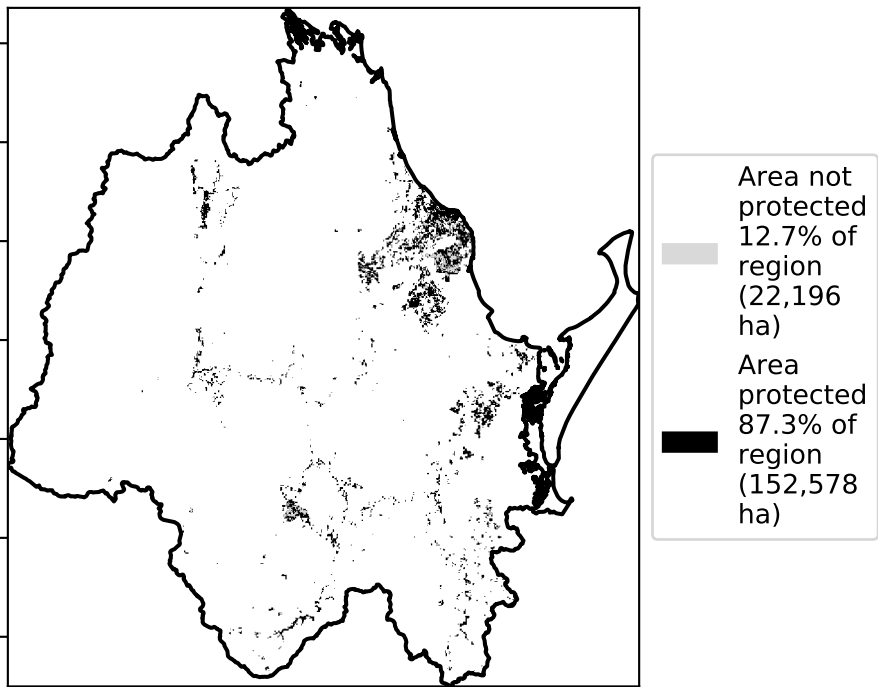 Area not
protected
12.7% of
region
(22,196
ha)
Area
protected
87.3% of
region
(152,578
ha)